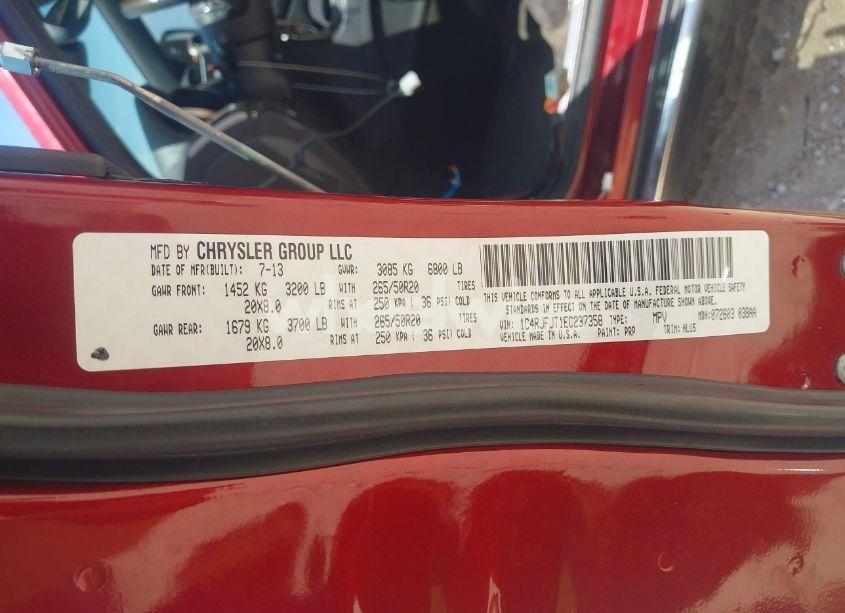 MFD BY CHRYSLER GROUP LLC
DATE OF MFR(BUILT): 7-13 GVWR: 3085 KG 6800 LB
GAWR FRONT: 1452 KG 3200 LB WITH 265/50R20 TIRES
20X8.0 RIMS AT 250 KPA ( 36 PSI) COLD
GAWR REAR: 1679 KG 3700 LB WITH 265/50R20 TIRES
20X8.0 RIMS AT 250 KPA ( 36 PSI) COLD
THIS VEHICLE CONFORMS TO ALL APPLICABLE U.S.A. FEDERAL MOTOR VEHICLE SAFETY
STANDARDS IN EFFECT ON THE DATE OF MANUFACTURE SHOWN ABOVE.
VIN: 1C4RJFJT1EC237358 TYPE: MPV MDH:072603 038AA
VEHICLE MADE IN U.S.A. PAINT: PRP TRIM: HLUS